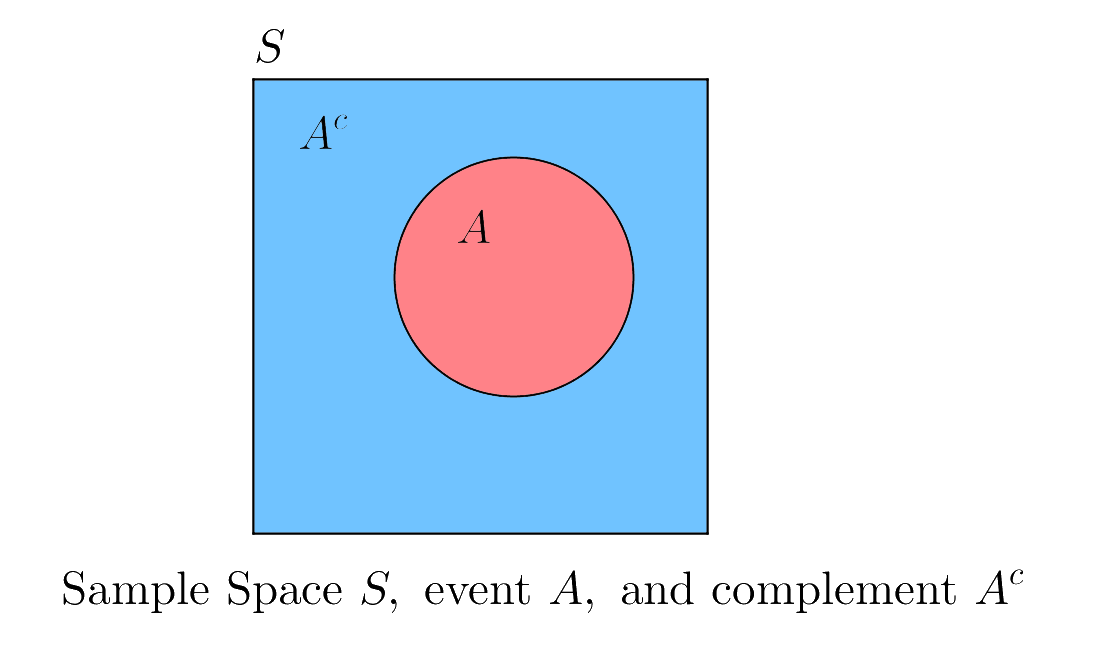 S
A^c
A
Sample Space S, event A, and complement A^c